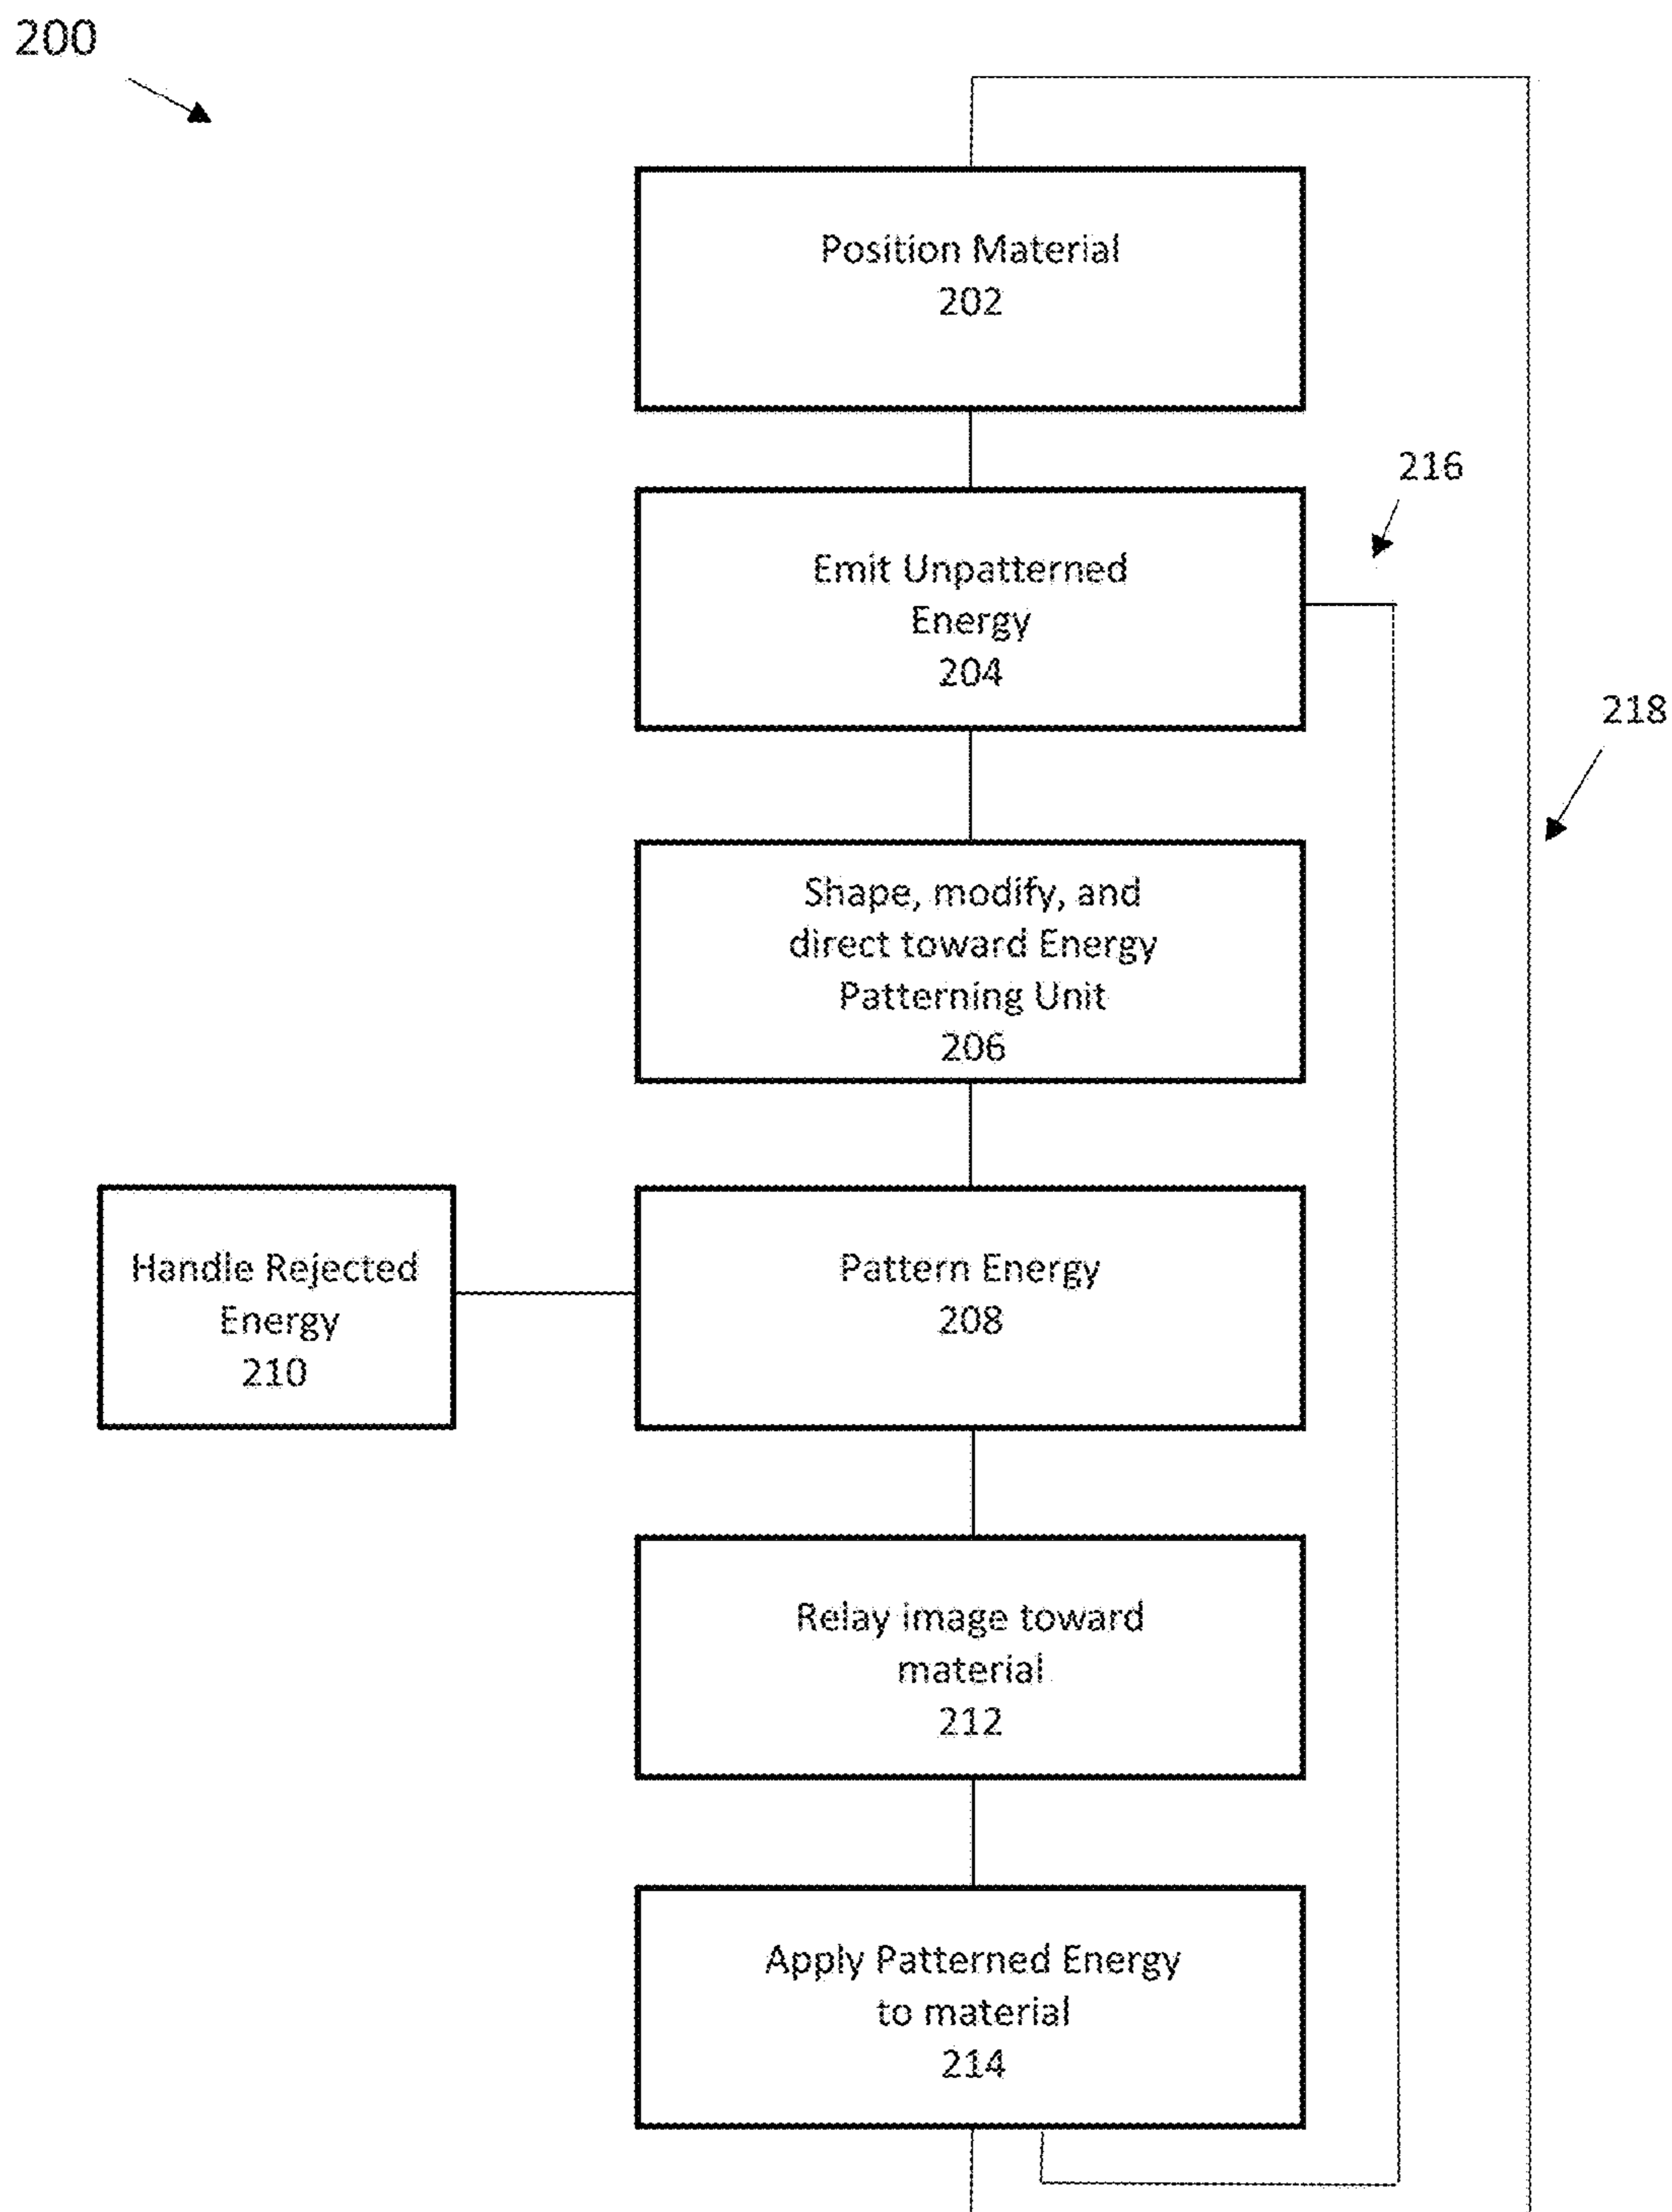 200
Position Material
202
216
Emit Unpatterned
Energy
204
218
Shape, modify, and
direct toward Energy
Patterning Unit
206
Handle Rejected
Energy
210
Pattern Energy
208
Relay image toward
material
212
Apply Patterned Energy
to material
214